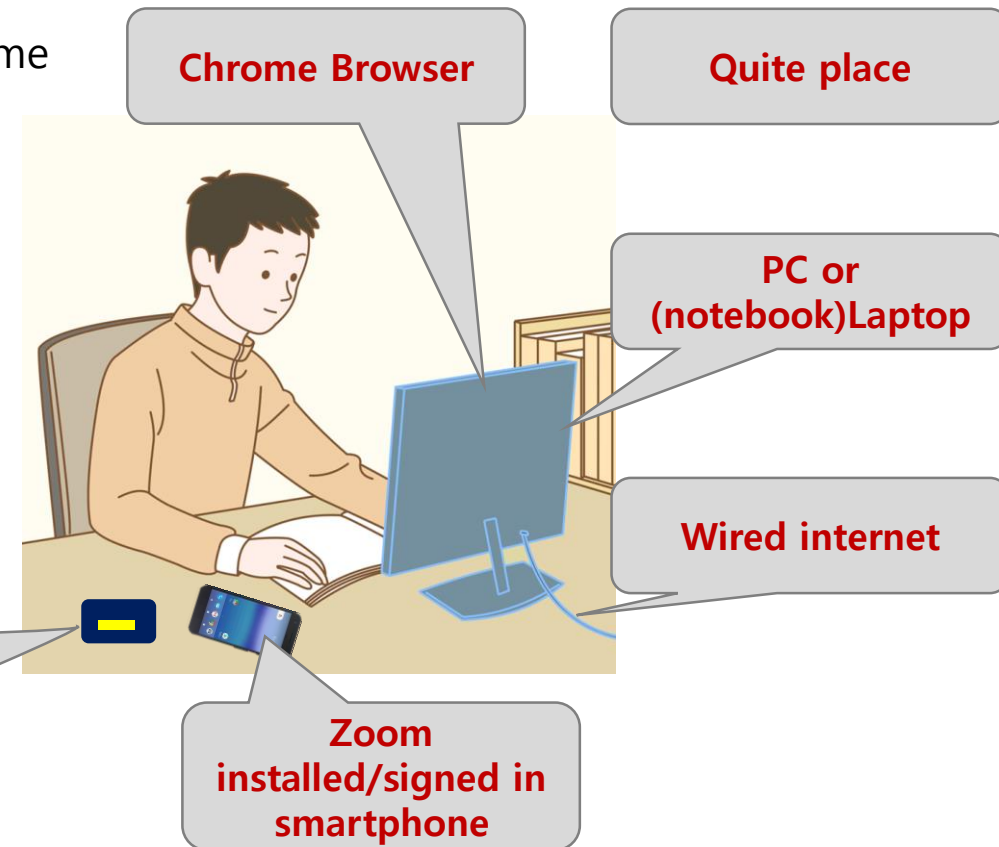 me
Chrome Browser
Quite place
PC or
(notebook)Laptop
Wired internet
Zoom
installed/signed in
smartphone